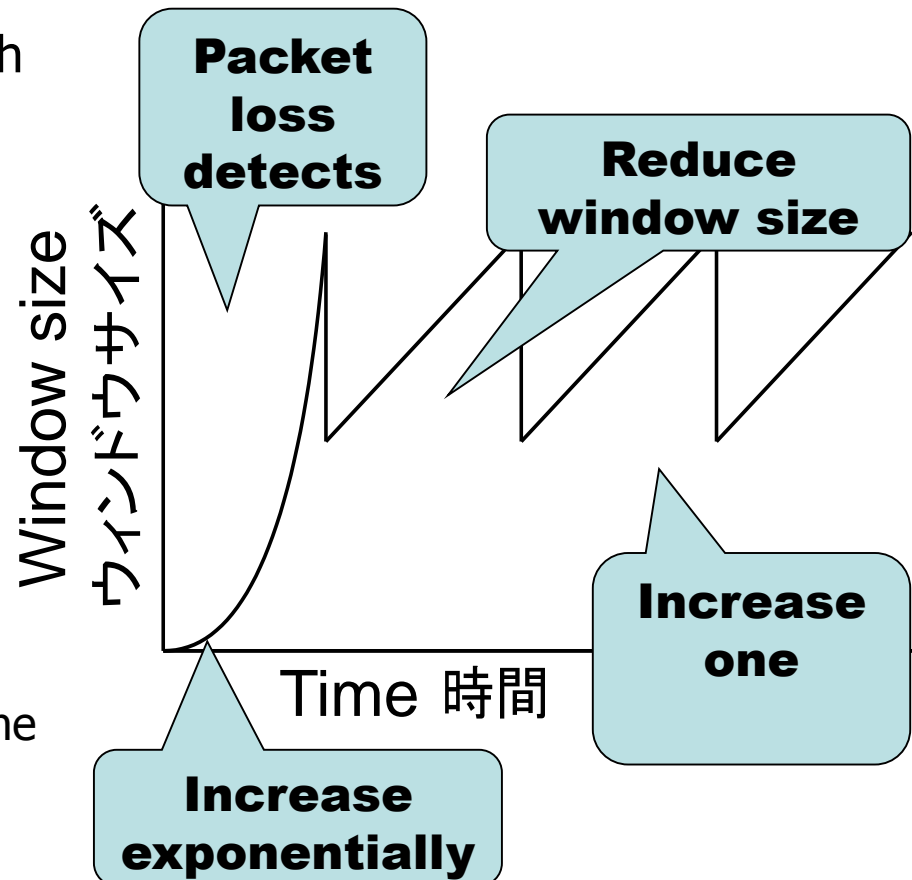 Packet
loss
detects
Reduce
window size
Window size
ウィンドウサイズ
Increase
one
Time 時間
Increase
exponentially